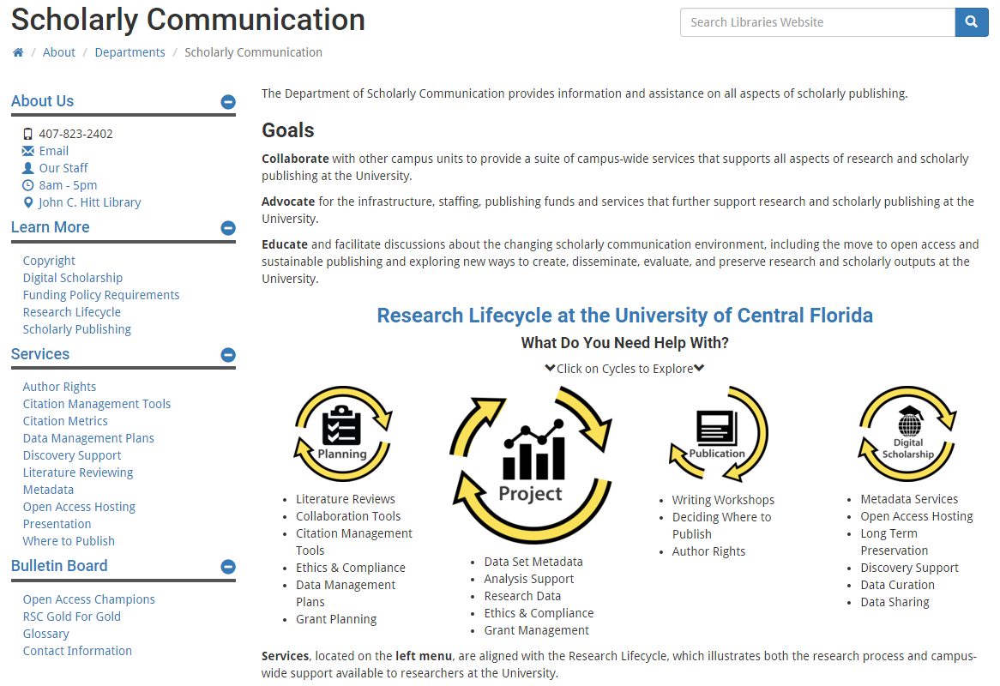 Scholarly Communication
Search Libraries Website
/ About / Departments / Scholarly Communication
About Us
407-823-2402
Email
Our Staff
8am - 5pm
John C. Hitt Library
Learn More
Copyright
Digital Scholarship
Funding Policy Requirements
Research Lifecycle
Scholarly Publishing
Services
Author Rights
Citation Management Tools
Citation Metrics
Data Management Plans
Discovery Support
Literature Reviewing
Metadata
Open Access Hosting
Presentation
Where to Publish
Bulletin Board
Open Access Champions
RSC Gold For Gold
Glossary
Contact Information
The Department of Scholarly Communication provides information and assistance on all aspects of scholarly publishing.
Goals
Collaborate with other campus units to provide a suite of campus-wide services that supports all aspects of research and scholarly
publishing at the University.
Advocate for the infrastructure, staffing, publishing funds and services that further support research and scholarly publishing at the
University.
Educate and facilitate discussions about the changing scholarly communication environment, including the move to open access and
sustainable publishing and exploring new ways to create, disseminate, evaluate, and preserve research and scholarly outputs at the
University.
Research Lifecycle at the University of Central Florida
What Do You Need Help With?
Click on Cycles to Explore
Planning
• Literature Reviews
• Collaboration Tools
• Citation Management
Tools
• Ethics & Compliance
• Data Management
Plans
• Grant Planning
Project
• Data Set Metadata
• Analysis Support
• Research Data
• Ethics & Compliance
• Grant Management
Publication
• Writing Workshops
• Deciding Where to
Publish
• Author Rights
Digital
Scholarship
• Metadata Services
• Open Access Hosting
• Long Term
Preservation
• Discovery Support
• Data Curation
• Data Sharing
Services, located on the left menu, are aligned with the Research Lifecycle, which illustrates both the research process and campus-
wide support available to researchers at the University.